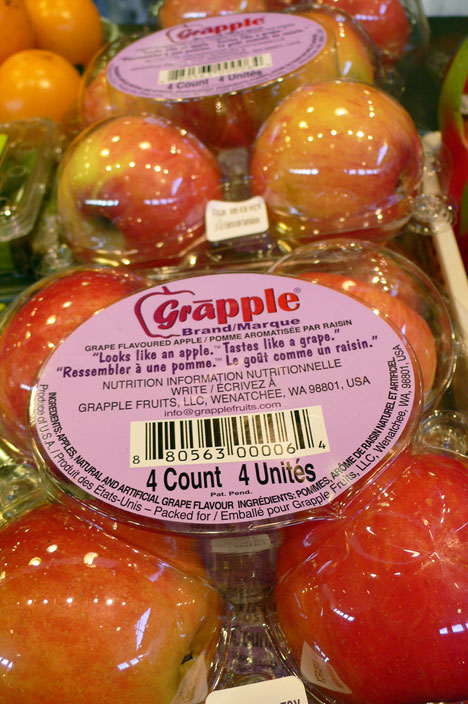 4 Count 4 Unités
Grāpple®
Brand/Marque
GRAPE FLAVOURED APPLE / POMME AROMATISÉE PAR RAISIN
"Looks like an apple.™ Tastes like a grape."
"Ressembler à une pomme.™ Le goût comme un raisin."
NUTRITION INFORMATION NUTRITIONNELLE
WRITE / ÉCRIVEZ À
GRAPPLE FRUITS, LLC, WENATCHEE, WA 98801, USA
info@grapplefruits.com
8 80563 00006 4
4 Count 4 Unités
Pat. Pend.
INGREDIENTS: APPLES, NATURAL AND ARTIFICIAL GRAPE FLAVOUR INGRÉDIENTS: POMMES, ARÔME DE RAISIN NATUREL ET ARTIFICIEL
Produce of U.S.A. / Produit des États-Unis – Packed for / Emballé pour Grapple Fruits, LLC, Wenatchee, WA 98801, USA